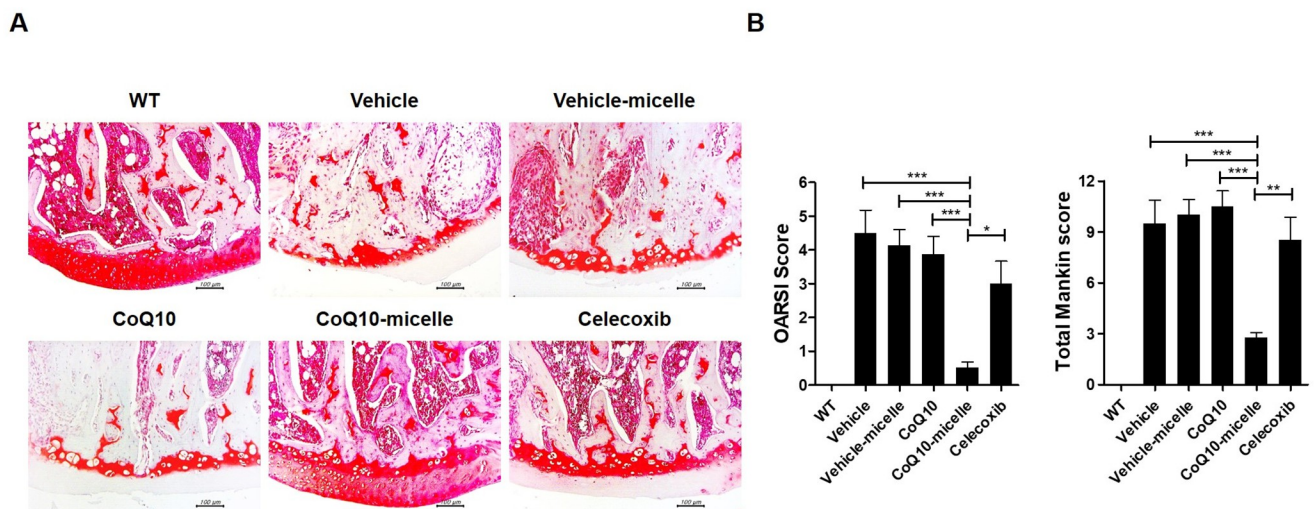 A
B
WT
Vehicle
Vehicle-micelle
100 µm
100 µm
100 µm
CoQ10
CoQ10-micelle
Celecoxib
100 µm
100 µm
100 µm
OARSI Score
6
5
4
3
2
1
0
***
***
***
*
WT
Vehicle
Vehicle-micelle
CoQ10
CoQ10-micelle
Celecoxib
Total Mankin score
12
9
6
3
0
***
***
***
**
WT
Vehicle
Vehicle-micelle
CoQ10
CoQ10-micelle
Celecoxib